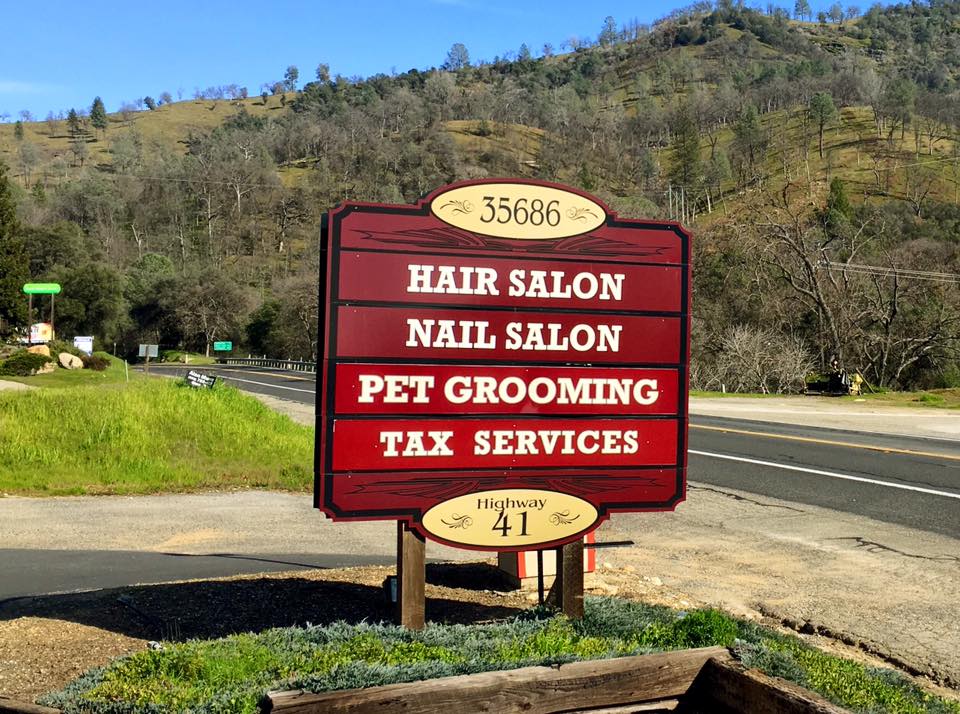 35686
HAIR SALON
NAIL SALON
PET GROOMING
TAX SERVICES
Highway
41